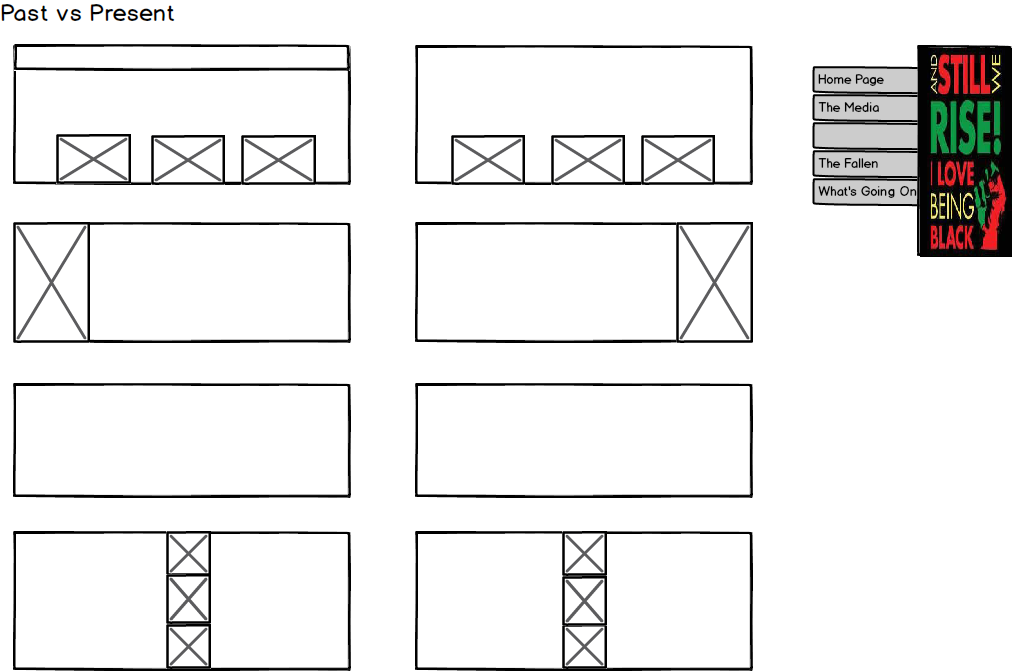 Past vs Present
Home Page
The Media
The Fallen
What's Going On
AND STILL WE
RISE!
I LOVE
BEING
BLACK